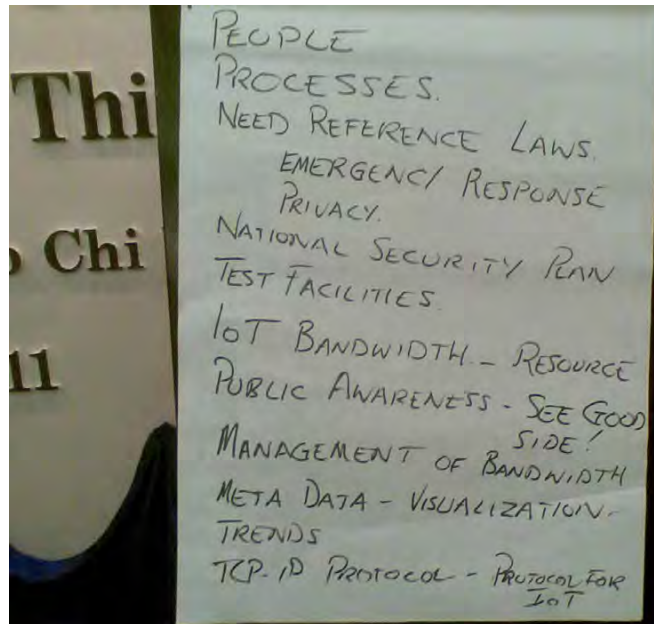 Thi
o Chi
11
PEOPLE
PROCESSES.
NEED REFERENCE LAWS.
EMERGENCY RESPONSE
PRIVACY.
NATIONAL SECURITY PLAN
TEST FACILITIES.
IOT BANDWIDTH - RESOURCE
PUBLIC AWARENESS - SEE GOOD
SIDE!
MANAGEMENT OF BANDWIDTH
META DATA - VISUALIZATION -
TRENDS
TCP-IP PROTOCOL - PROTOCOL FOR
IoT